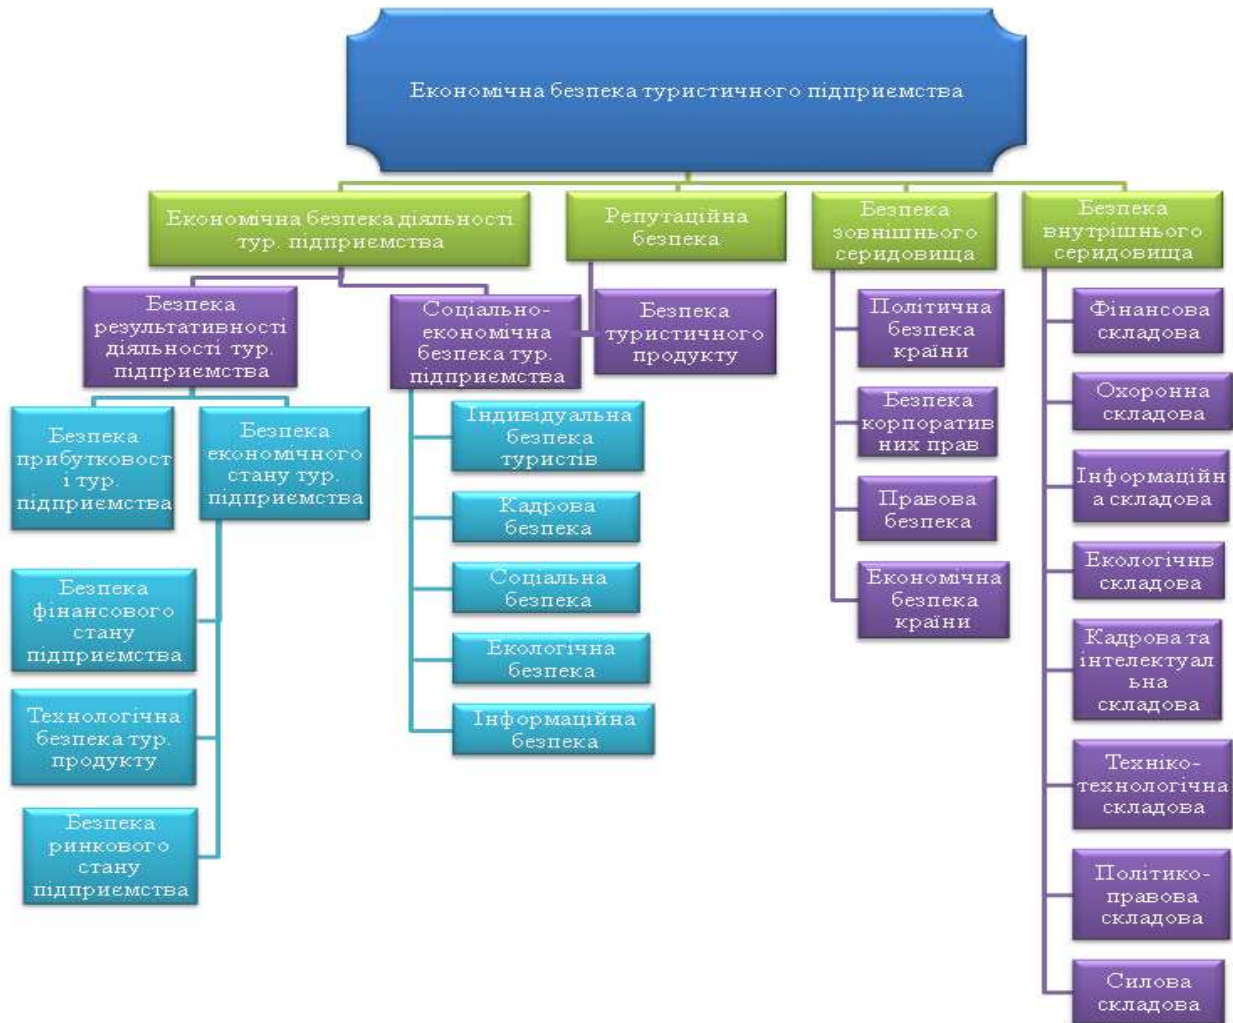 Економічна безпека туристичного підприємства
Економічна безпека діяльності
тур. підприємства
Репутаційна
безпека
Безпека
зовнішнього
серидовища
Безпека
внутрішнього
серидовища
Безпека
результативності
діяльності тур.
підприємства
Соціально-
економічна
безпека тур.
підприємства
Безпека
туристичного
продукту
Політична
безпека
країни
Фінансова
складова
Безпека
прибутковост
і тур.
підприємства
Безпека
економічного
стану тур.
підприємства
Індивідуальна
безпека
туристів
Безпека
корпоратив
них прав
Охоронна
складова
Кадрова
безпека
Правова
безпека
Інформаційн
а складова
Безпека
фінансового
стану
підприємства
Соціальна
безпека
Економічна
безпека
країни
Екологічнв
складова
Екологічна
безпека
Кадрова та
інтелектуал
ьна
складова
Технологічна
безпека тур.
продукту
Інформаційна
безпека
Техніко-
технологічна
складова
Безпека
ринкового
стану
підприємства
Політико-
правова
складова
Силова
складова